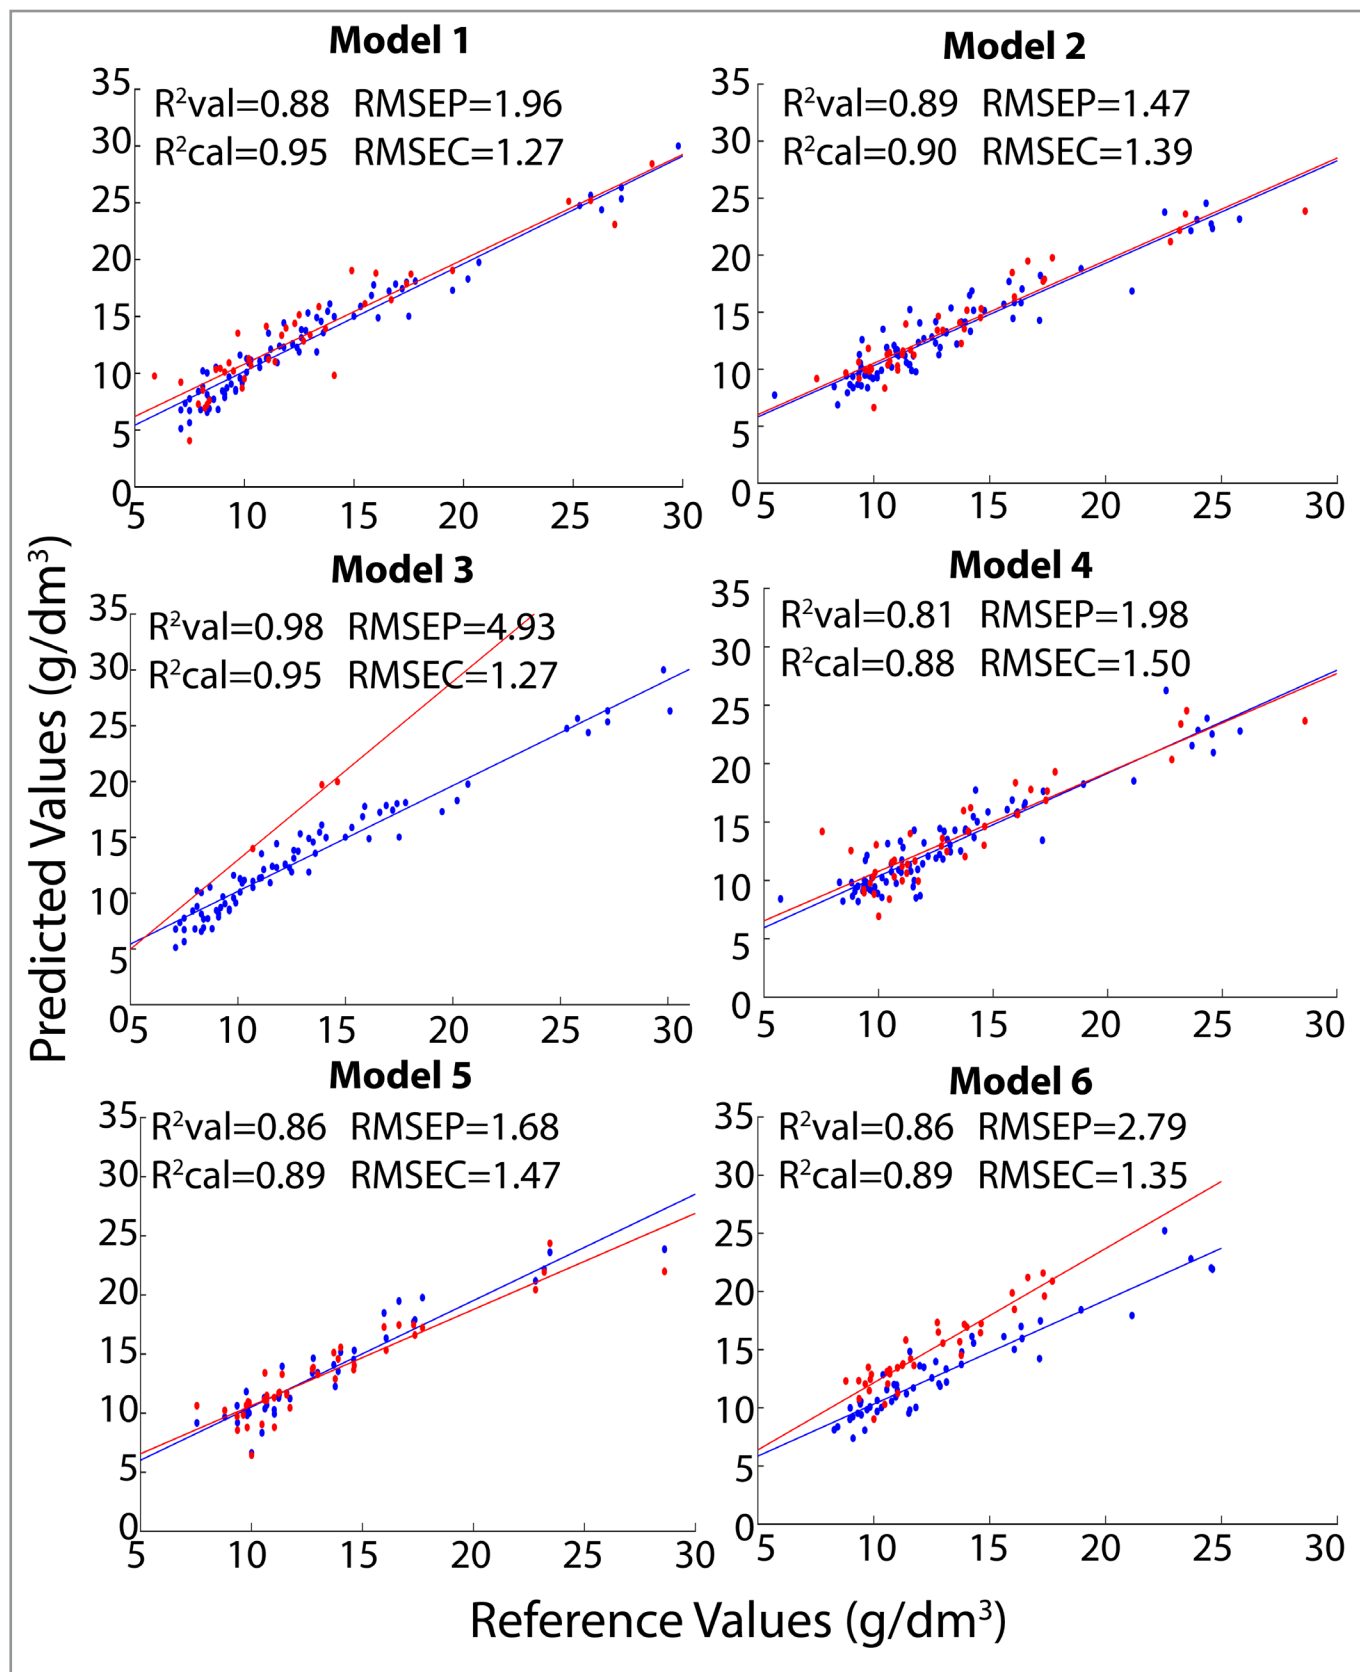 Model 1
R²val=0.88 RMSEP=1.96
R²cal=0.95 RMSEC=1.27
35
30
25
20
15
10
5
0
5 10 15 20 25 30
Model 2
R²val=0.89 RMSEP=1.47
R²cal=0.90 RMSEC=1.39
35
30
25
20
15
10
5
0
5 10 15 20 25 30
Predicted Values (g/dm³)
Model 3
R²val=0.98 RMSEP=4.93
R²cal=0.95 RMSEC=1.27
35
30
25
20
15
10
5
0
5 10 15 20 25 30
Model 4
R²val=0.81 RMSEP=1.98
R²cal=0.88 RMSEC=1.50
35
30
25
20
15
10
5
0
5 10 15 20 25 30
Model 5
R²val=0.86 RMSEP=1.68
R²cal=0.89 RMSEC=1.47
35
30
25
20
15
10
5
0
5 10 15 20 25 30
Model 6
R²val=0.86 RMSEP=2.79
R²cal=0.89 RMSEC=1.35
35
30
25
20
15
10
5
0
5 10 15 20 25 30
Reference Values (g/dm³)